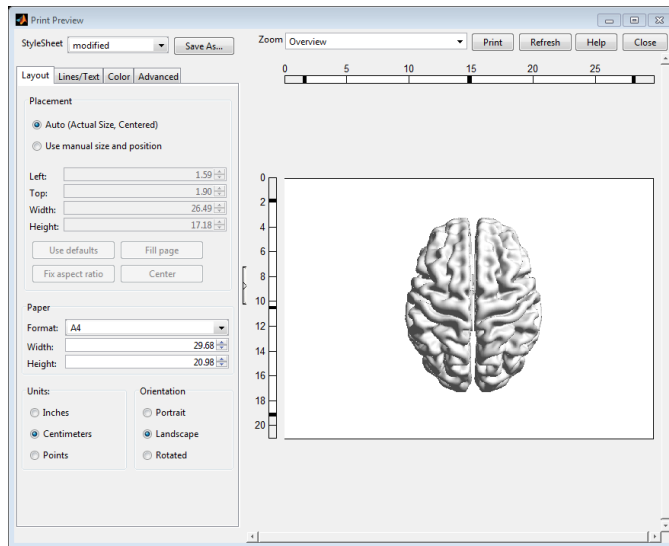 Print Preview
StyleSheet modified Save As... Zoom Overview Print Refresh Help Close
Layout Lines/Text Color Advanced
0 5 10 15 20 25
Placement
Auto (Actual Size, Centered)
Use manual size and position
Left: 1.59
Top: 1.90
Width: 26.49
Height: 17.18
Use defaults Fill page
Fix aspect ratio Center
Paper
Format: A4
Width: 29.68
Height: 20.98
Units: Orientation
Inches Portrait
Centimeters Landscape
Points Rotated
0
2
4
6
8
10
12
14
16
18
20